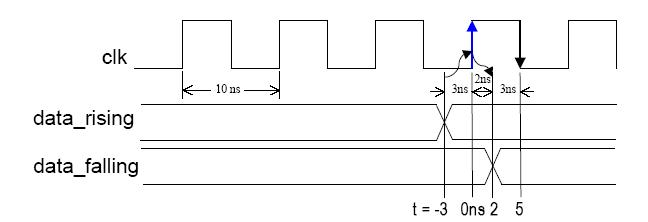 clk
10 ns
3ns
2ns
3ns
data_rising
data_falling
t = -3 0ns 2 5